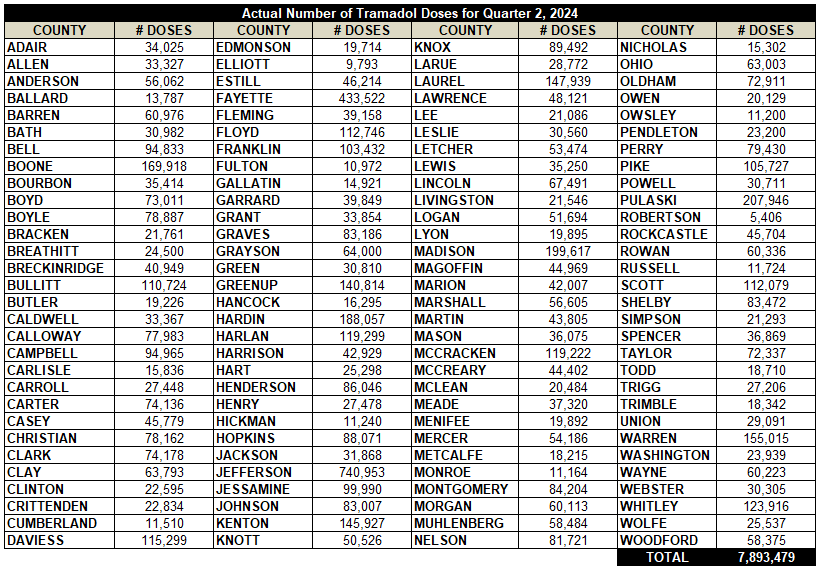 Actual Number of Tramadol Doses for Quarter 2, 2024
COUNTY # DOSES COUNTY # DOSES COUNTY # DOSES COUNTY # DOSES
ADAIR 34,025 EDMONSON 19,714 KNOX 89,492 NICHOLAS 15,302
ALLEN 33,327 ELLIOTT 9,793 LARUE 28,772 OHIO 63,003
ANDERSON 56,062 ESTILL 46,214 LAUREL 147,939 OLDHAM 72,911
BALLARD 13,787 FAYETTE 433,522 LAWRENCE 48,121 OWEN 20,129
BARREN 60,976 FLEMING 39,158 LEE 21,086 OWSLEY 11,200
BATH 30,982 FLOYD 112,746 LESLIE 30,560 PENDLETON 23,200
BELL 94,833 FRANKLIN 103,432 LETCHER 53,474 PERRY 79,430
BOONE 169,918 FULTON 10,972 LEWIS 35,250 PIKE 105,727
BOURBON 35,414 GALLATIN 14,921 LINCOLN 67,491 POWELL 30,711
BOYD 73,011 GARRARD 39,849 LIVINGSTON 21,546 PULASKI 207,946
BOYLE 78,887 GRANT 33,854 LOGAN 51,694 ROBERTSON 5,406
BRACKEN 21,761 GRAVES 83,186 LYON 19,895 ROCKCASTLE 45,704
BREATHITT 24,500 GRAYSON 64,000 MADISON 199,617 ROWAN 60,336
BRECKINRIDGE 40,949 GREEN 30,810 MAGOFFIN 44,969 RUSSELL 11,724
BULLITT 110,724 GREENUP 140,814 MARION 42,007 SCOTT 112,079
BUTLER 19,226 HANCOCK 16,295 MARSHALL 56,605 SHELBY 83,472
CALDWELL 33,367 HARDIN 188,057 MARTIN 43,805 SIMPSON 21,293
CALLOWAY 77,983 HARLAN 119,299 MASON 36,075 SPENCER 36,869
CAMPBELL 94,965 HARRISON 42,929 MCCRACKEN 119,222 TAYLOR 72,337
CARLISLE 15,836 HART 25,298 MCCREARY 44,402 TODD 18,710
CARROLL 27,448 HENDERSON 86,046 MCLEAN 20,484 TRIGG 27,206
CARTER 74,136 HENRY 27,478 MEADE 37,320 TRIMBLE 18,342
CASEY 45,779 HICKMAN 11,240 MENIFEE 19,892 UNION 29,091
CHRISTIAN 78,162 HOPKINS 88,071 MERCER 54,186 WARREN 155,015
CLARK 74,178 JACKSON 31,868 METCALFE 18,215 WASHINGTON 23,939
CLAY 63,793 JEFFERSON 740,953 MONROE 11,164 WAYNE 60,223
CLINTON 22,595 JESSAMINE 99,990 MONTGOMERY 84,204 WEBSTER 30,305
CRITTENDEN 22,834 JOHNSON 83,007 MORGAN 60,113 WHITLEY 123,916
CUMBERLAND 11,510 KENTON 145,927 MUHLENBERG 58,484 WOLFE 25,537
DAVIESS 115,299 KNOTT 50,526 NELSON 81,721 WOODFORD 58,375
TOTAL 7,893,479